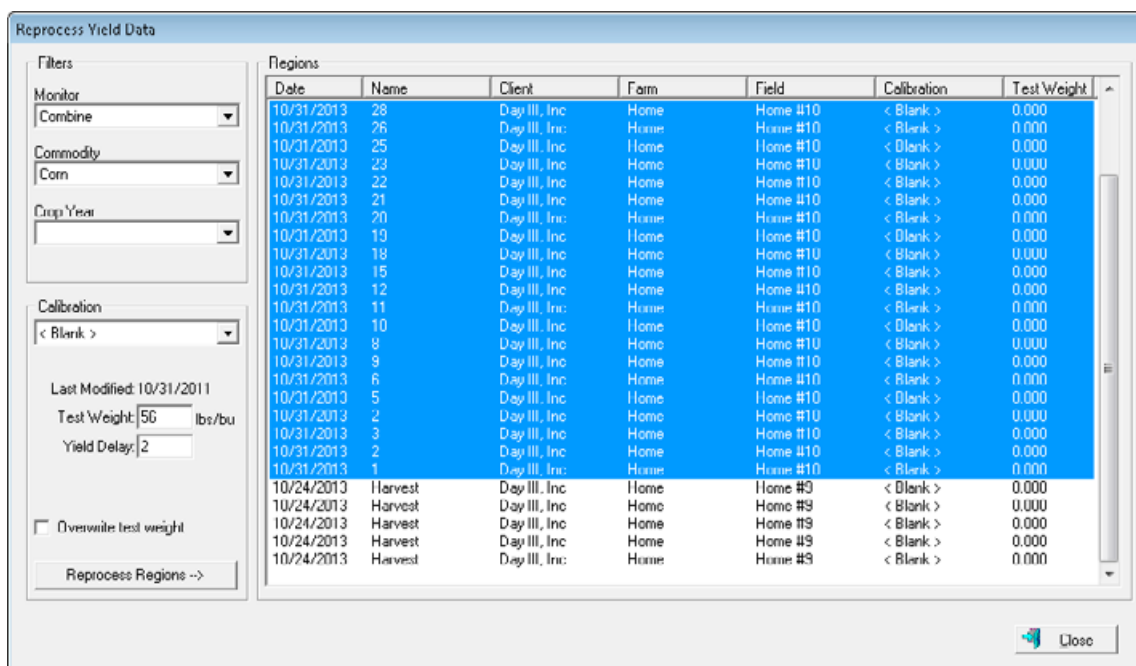 Reprocess Yield Data
Filters
Monitor
Combine
Commodity
Corn
Crop Year
Calibration
< Blank >
Last Modified: 10/31/2011
Test Weight: 56 lbs/bu
Yield Delay: 2
Overwrite test weight
Reprocess Regions -->
Regions
Date Name Client Farm Field Calibration Test Weight
10/31/2013 28 Day III, Inc Home Home #10 < Blank > 0.000
10/31/2013 26 Day III, Inc Home Home #10 < Blank > 0.000
10/31/2013 25 Day III, Inc Home Home #10 < Blank > 0.000
10/31/2013 23 Day III, Inc Home Home #10 < Blank > 0.000
10/31/2013 22 Day III, Inc Home Home #10 < Blank > 0.000
10/31/2013 21 Day III, Inc Home Home #10 < Blank > 0.000
10/31/2013 20 Day III, Inc Home Home #10 < Blank > 0.000
10/31/2013 19 Day III, Inc Home Home #10 < Blank > 0.000
10/31/2013 18 Day III, Inc Home Home #10 < Blank > 0.000
10/31/2013 15 Day III, Inc Home Home #10 < Blank > 0.000
10/31/2013 12 Day III, Inc Home Home #10 < Blank > 0.000
10/31/2013 11 Day III, Inc Home Home #10 < Blank > 0.000
10/31/2013 10 Day III, Inc Home Home #10 < Blank > 0.000
10/31/2013 8 Day III, Inc Home Home #10 < Blank > 0.000
10/31/2013 9 Day III, Inc Home Home #10 < Blank > 0.000
10/31/2013 6 Day III, Inc Home Home #10 < Blank > 0.000
10/31/2013 5 Day III, Inc Home Home #10 < Blank > 0.000
10/31/2013 2 Day III, Inc Home Home #10 < Blank > 0.000
10/31/2013 3 Day III, Inc Home Home #10 < Blank > 0.000
10/31/2013 2 Day III, Inc Home Home #10 < Blank > 0.000
10/31/2013 1 Day III, Inc Home Home #10 < Blank > 0.000
10/24/2013 Harvest Day III, Inc Home Home #9 < Blank > 0.000
10/24/2013 Harvest Day III, Inc Home Home #9 < Blank > 0.000
10/24/2013 Harvest Day III, Inc Home Home #9 < Blank > 0.000
10/24/2013 Harvest Day III, Inc Home Home #9 < Blank > 0.000
10/24/2013 Harvest Day III, Inc Home Home #9 < Blank > 0.000
Close